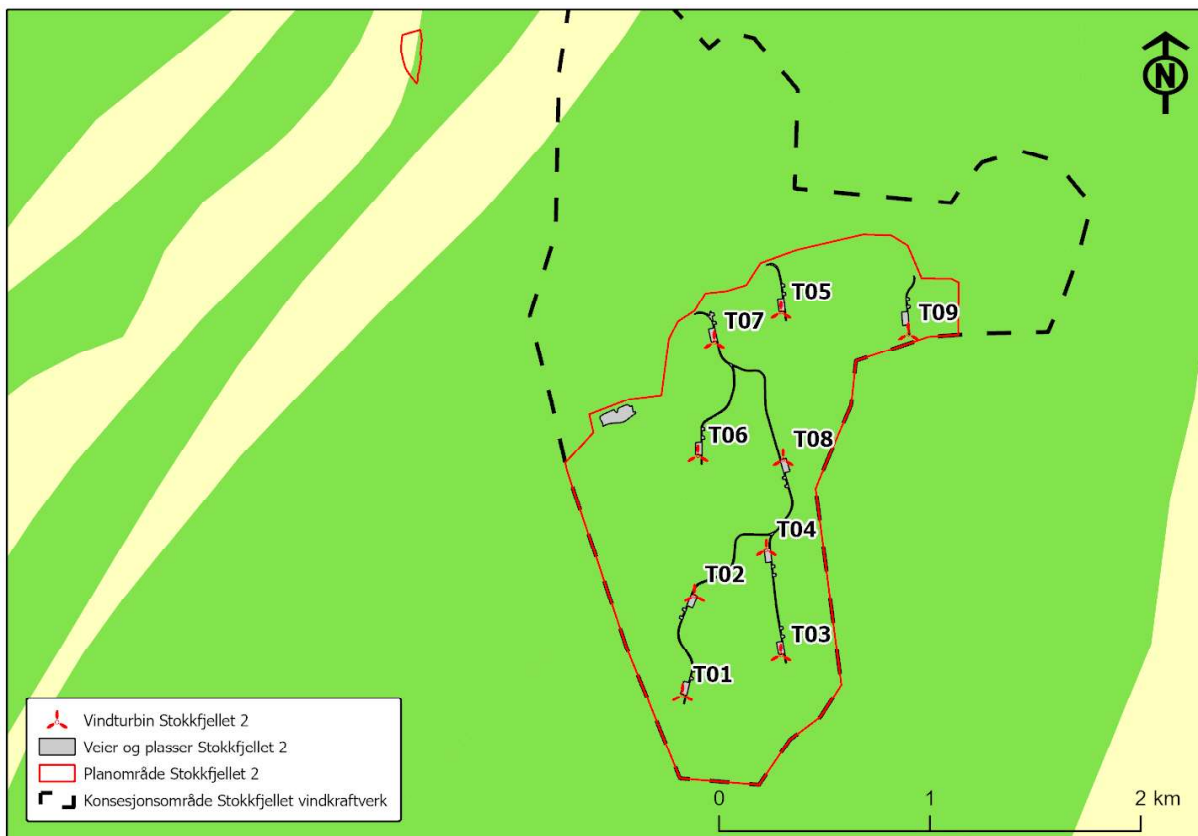 N
T05
T09
T07
T06
T08
T04
T02
T03
T01
Vindturbin Stokkfjellet 2
Veier og plasser Stokkfjellet 2
Planområde Stokkfjellet 2
Konsesjonsområde Stokkfjellet vindkraftverk
0 1 2 km